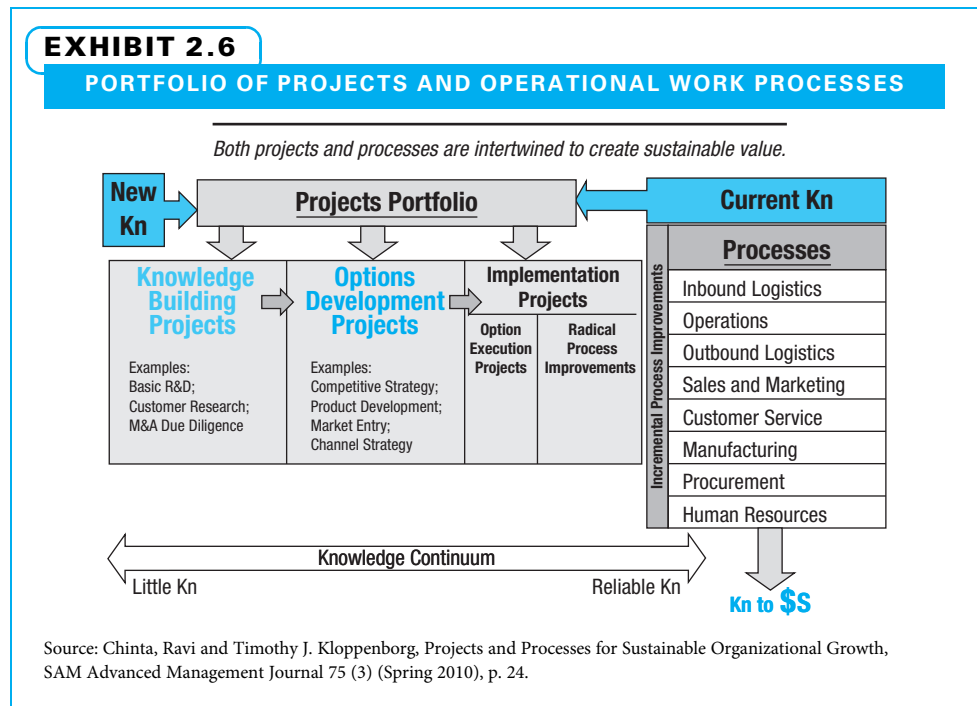 EXHIBIT 2.6
PORTFOLIO OF PROJECTS AND OPERATIONAL WORK PROCESSES
Both projects and processes are intertwined to create sustainable value.
New
Kn
Projects Portfolio
Current Kn
Knowledge
Building
Projects
Examples:
Basic R&D;
Customer Research;
M&A Due Diligence
Options
Development
Projects
Examples:
Competitive Strategy;
Product Development;
Market Entry;
Channel Strategy
Implementation
Projects
Option
Execution
Projects
Radical
Process
Improvements
Incremental Process Improvements
Processes
Inbound Logistics
Operations
Outbound Logistics
Sales and Marketing
Customer Service
Manufacturing
Procurement
Human Resources
Knowledge Continuum
Little Kn
Reliable Kn
Kn to $S
Source: Chinta, Ravi and Timothy J. Kloppenborg, Projects and Processes for Sustainable Organizational Growth,
SAM Advanced Management Journal 75 (3) (Spring 2010), p. 24.